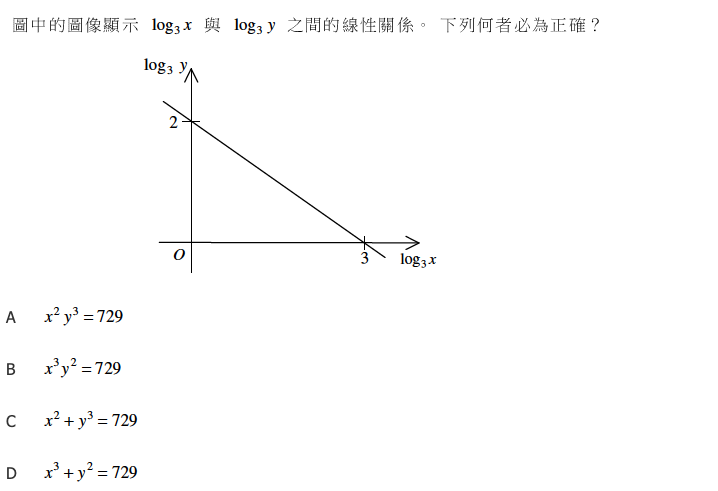 圖中的圖像顯示 log₃ x 與 log₃ y 之間的線性關係。 下列何者必為正確？
log₃ y
2
O
3
log₃ x
A x² y³ = 729
B x³y² = 729
C x² + y³ = 729
D x³ + y² = 729